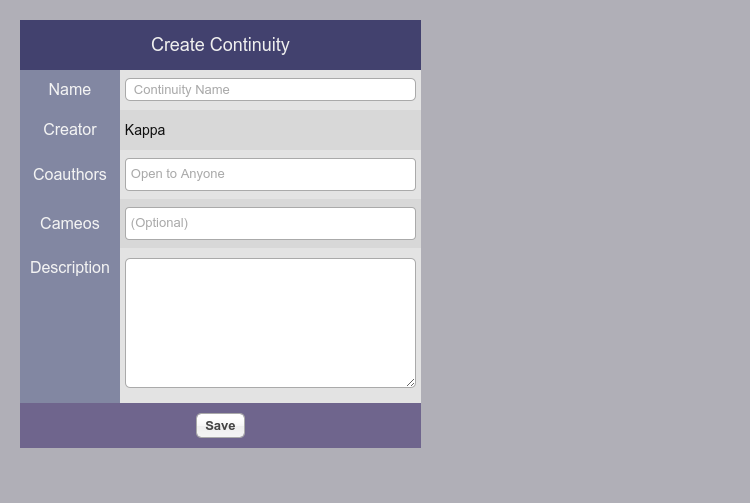 Create Continuity
Name
Continuity Name
Creator
Kappa
Coauthors
Open to Anyone
Cameos
(Optional)
Description
Save